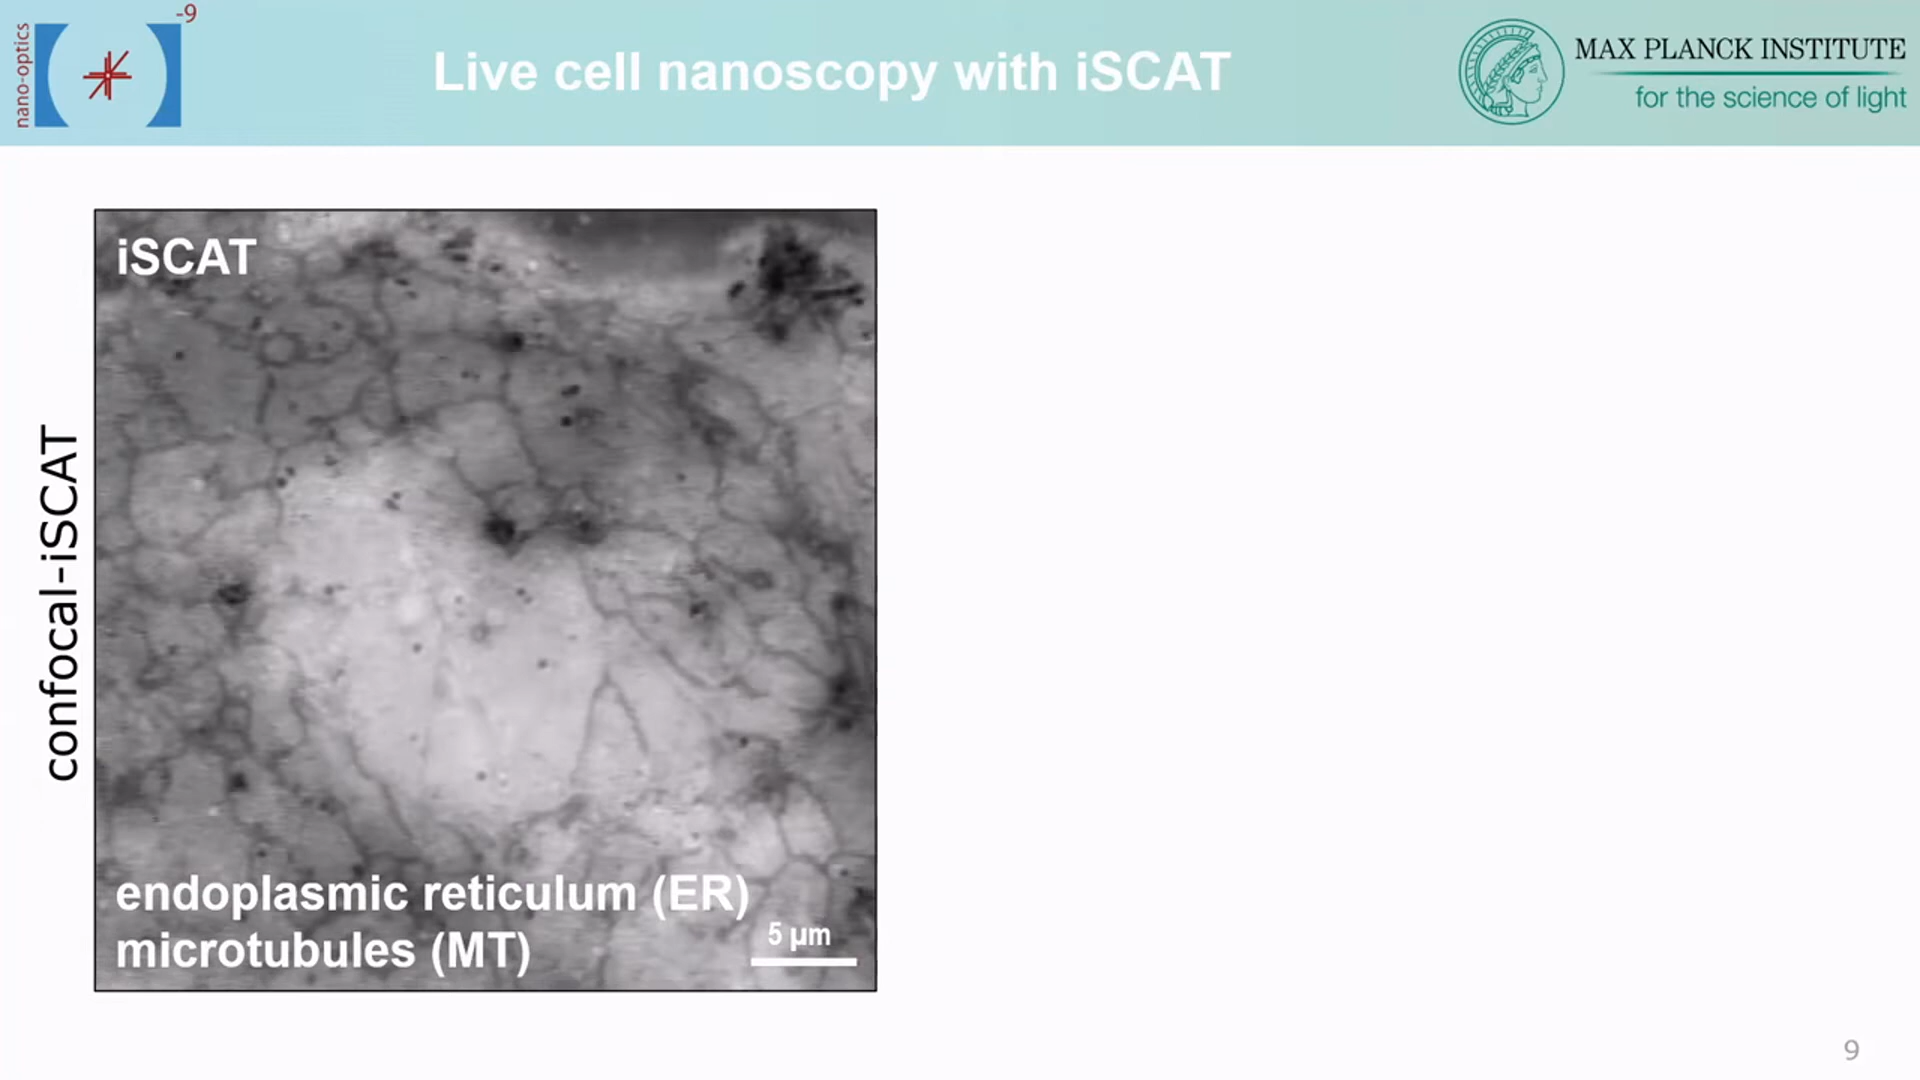 nano-optics
-9
Live cell nanoscopy with iSCAT
MAX PLANCK INSTITUTE
for the science of light
confocal-iSCAT
iSCAT
endoplasmic reticulum (ER)
microtubules (MT)
5 µm
9